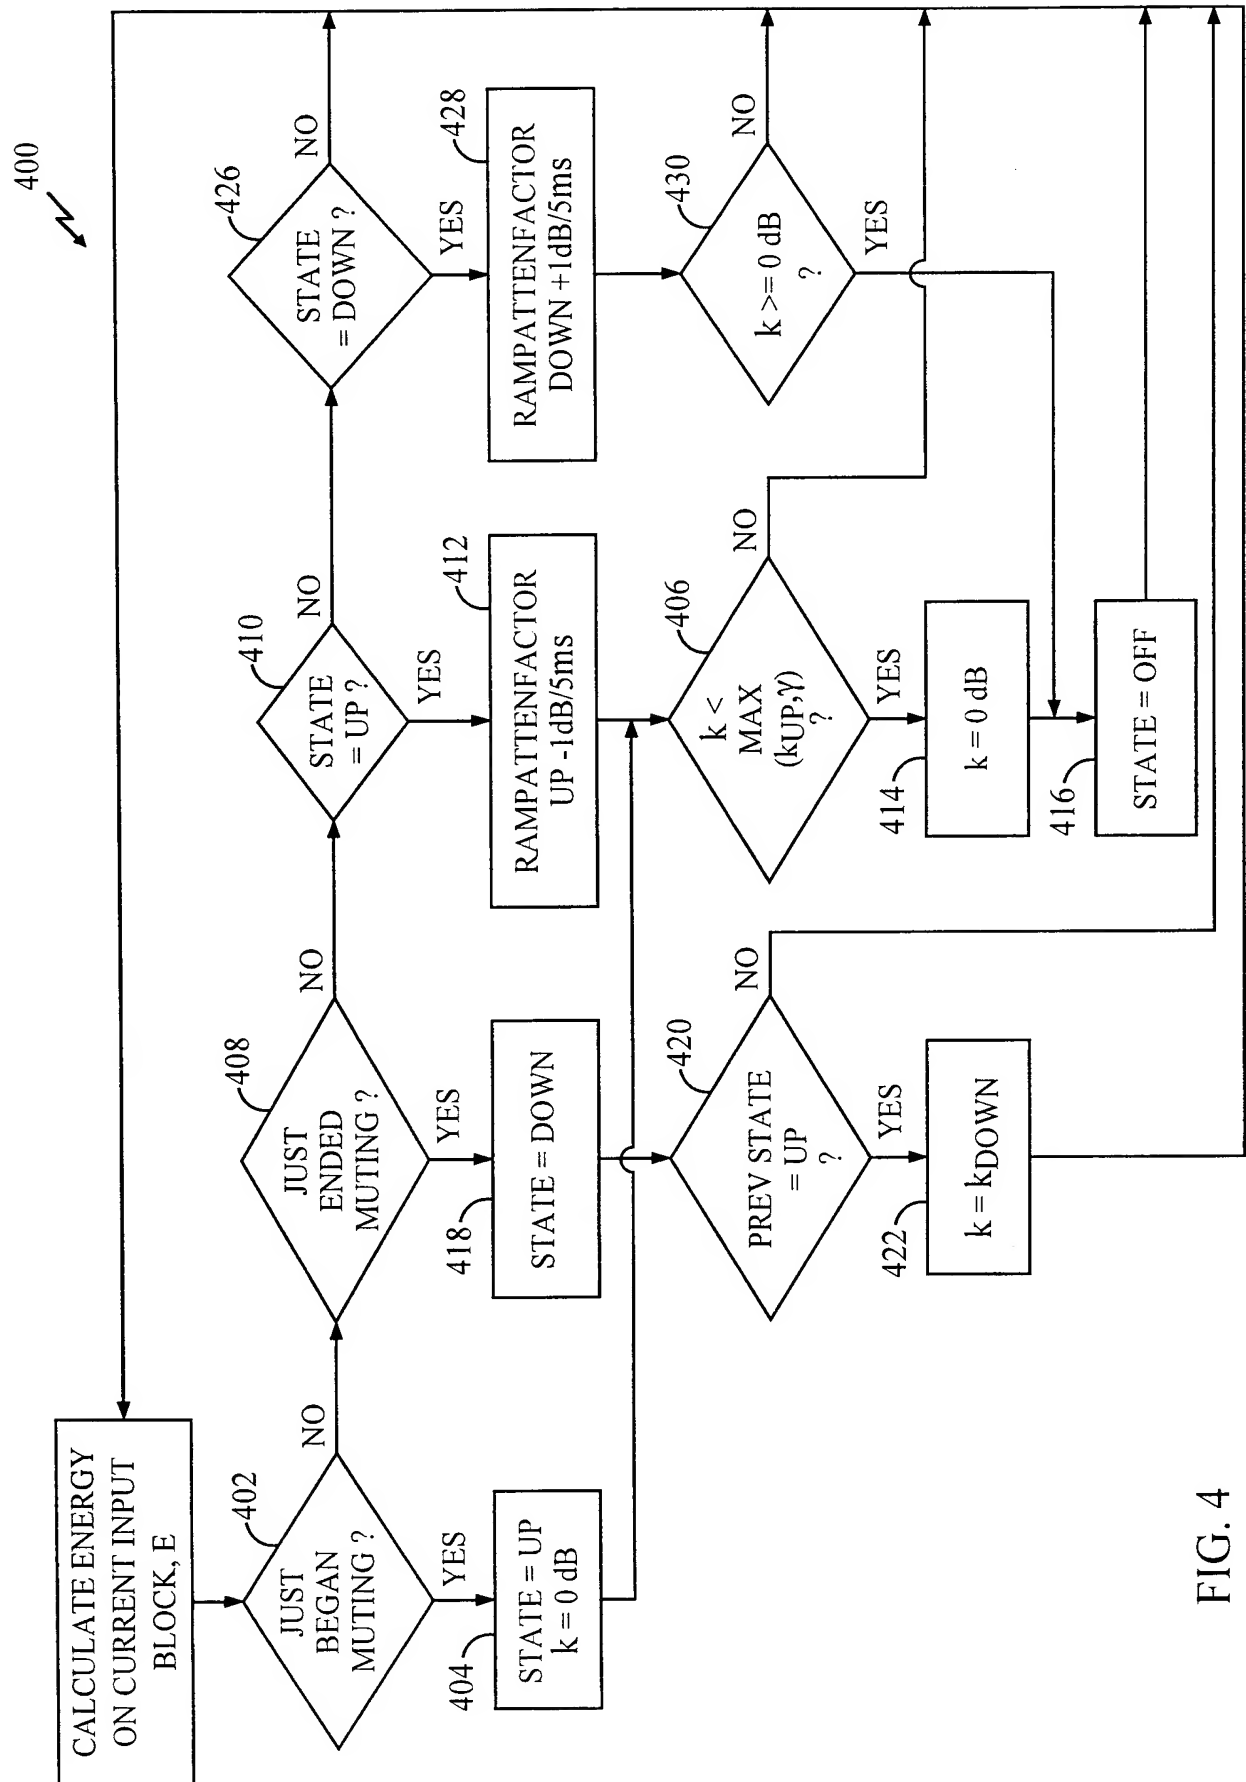 400
CALCULATE ENERGY
ON CURRENT INPUT
BLOCK, E
402
JUST
BEGAN
MUTING ?
NO
YES
404
STATE = UP
k = 0 dB
408
JUST
ENDED
MUTING ?
NO
YES
418
STATE = DOWN
420
PREV STATE
= UP
?
NO
YES
422
k = kDOWN
410
STATE
= UP ?
NO
YES
412
RAMPATTENFACTOR
UP -1dB/5ms
406
k <
MAX
(kUP,γ)
?
NO
YES
414
k = 0 dB
416
STATE = OFF
426
STATE
= DOWN ?
NO
YES
428
RAMPATTENFACTOR
DOWN +1dB/5ms
430
k >= 0 dB
?
NO
YES
FIG. 4